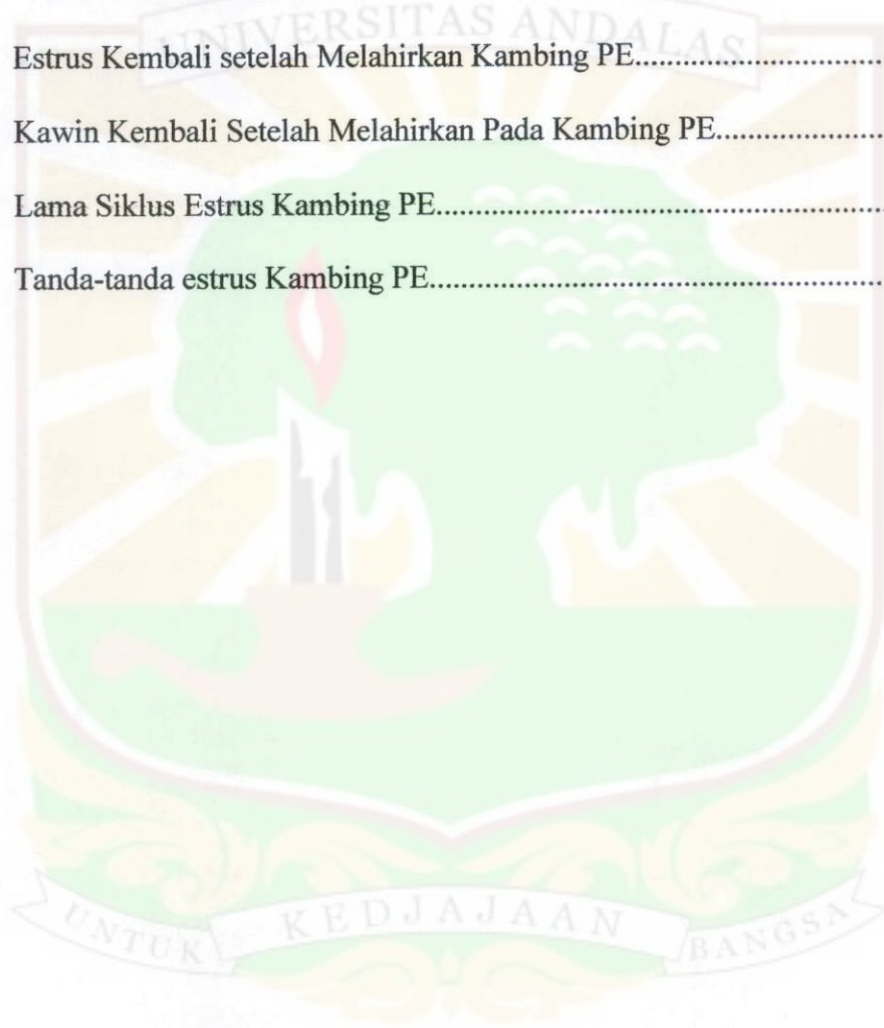 UNIVERSITAS ANDALAS
Estrus Kembali setelah Melahirkan Kambing PE...............................
Kawin Kembali Setelah Melahirkan Pada Kambing PE.....................
Lama Siklus Estrus Kambing PE.........................................................
Tanda-tanda estrus Kambing PE.........................................................
UNTUK KEDJAJAAN BANGSA